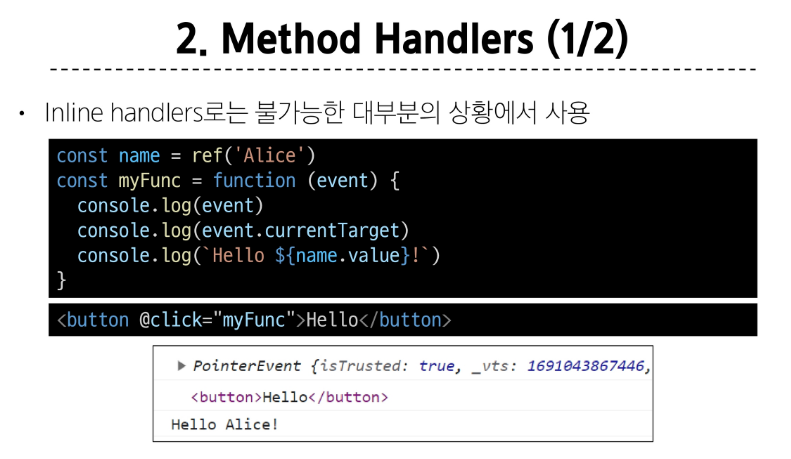 2. Method Handlers (1/2)
• Inline handlers로는 불가능한 대부분의 상황에서 사용
const name = ref('Alice')
const myFunc = function (event) {
  console.log(event)
  console.log(event.currentTarget)
  console.log(`Hello ${name.value}!`)
}
<button @click="myFunc">Hello</button>
▶ PointerEvent {isTrusted: true, _vts: 1691043867446,
<button>Hello</button>
Hello Alice!